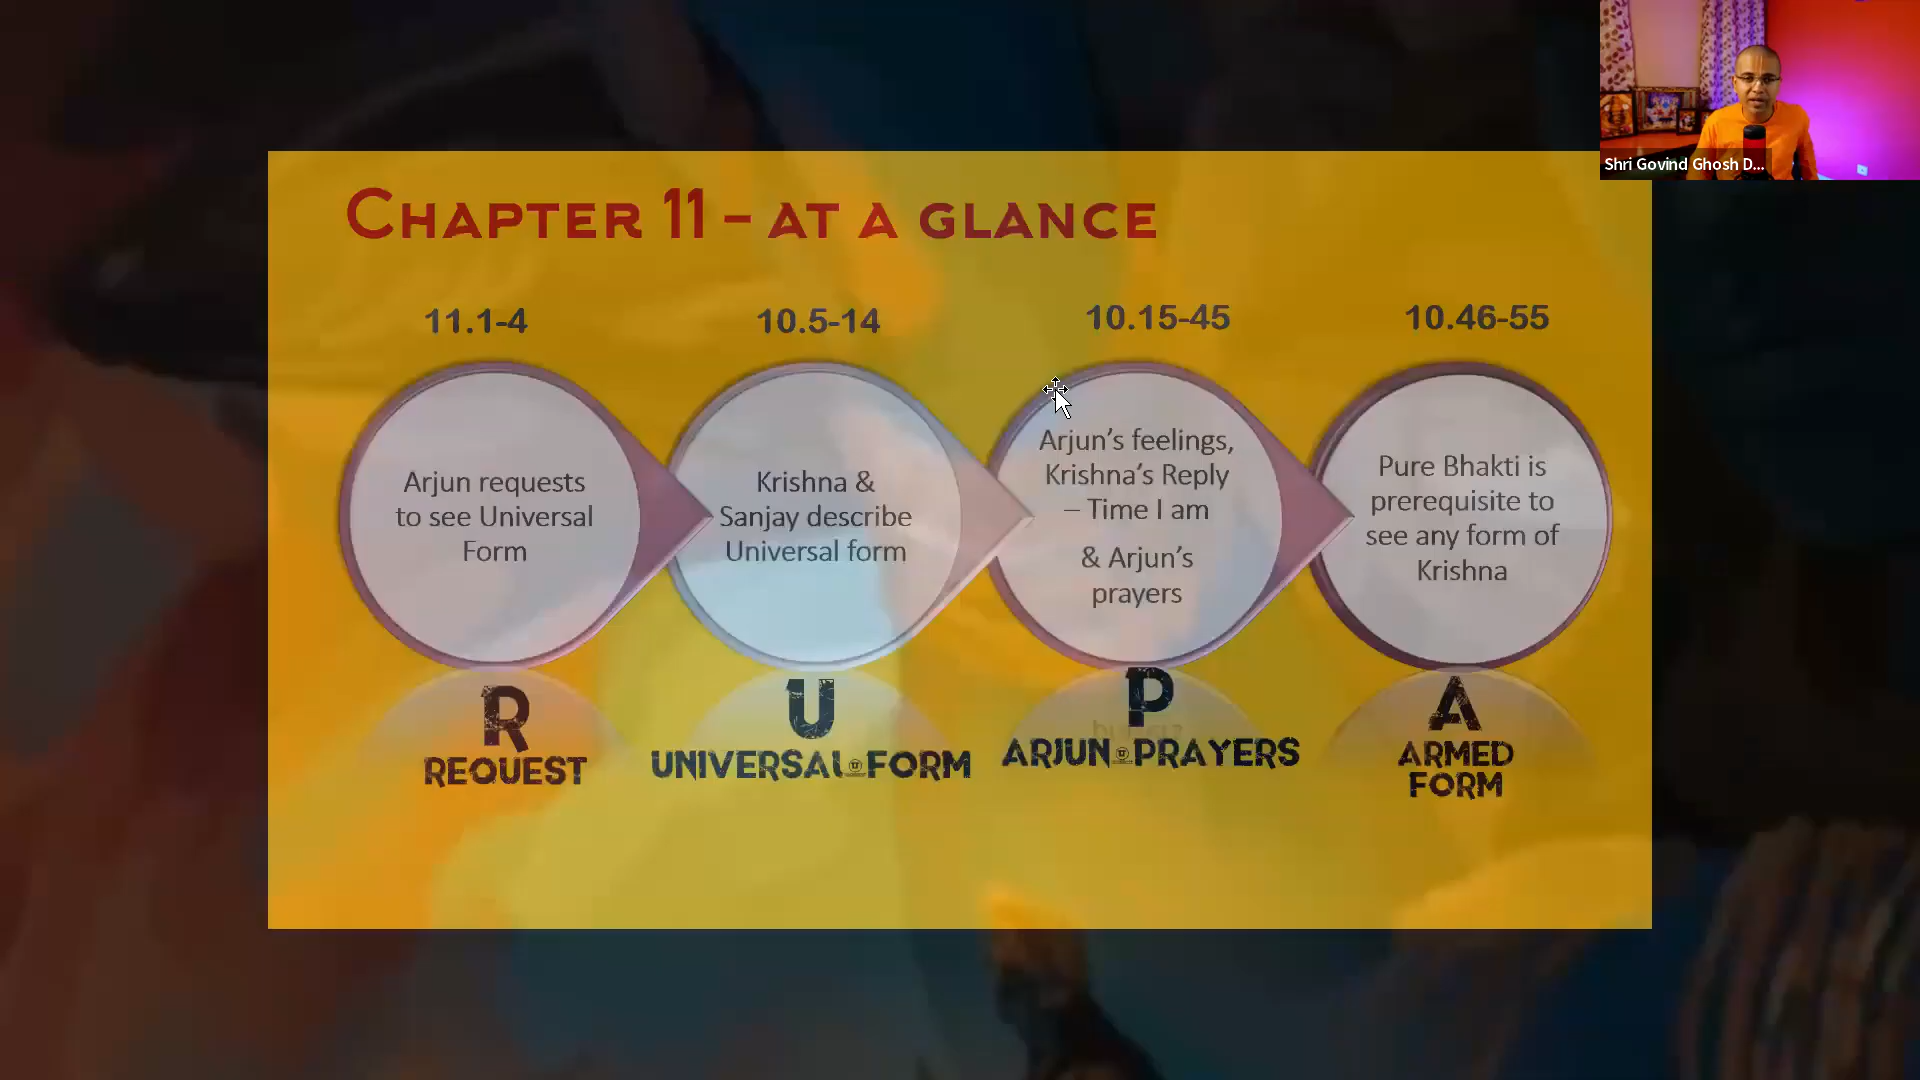 Shri Govind Ghosh D...
CHAPTER 11 – AT A GLANCE
11.1-4
10.5-14
10.15-45
10.46-55
Arjun requests
to see Universal
Form
Krishna &
Sanjay describe
Universal form
Arjun's feelings,
Krishna's Reply
– Time I am
& Arjun's
prayers
Pure Bhakti is
prerequisite to
see any form of
Krishna
R
REQUEST
U
UNIVERSAL FORM
P
ARJUN PRAYERS
A
ARMED
FORM